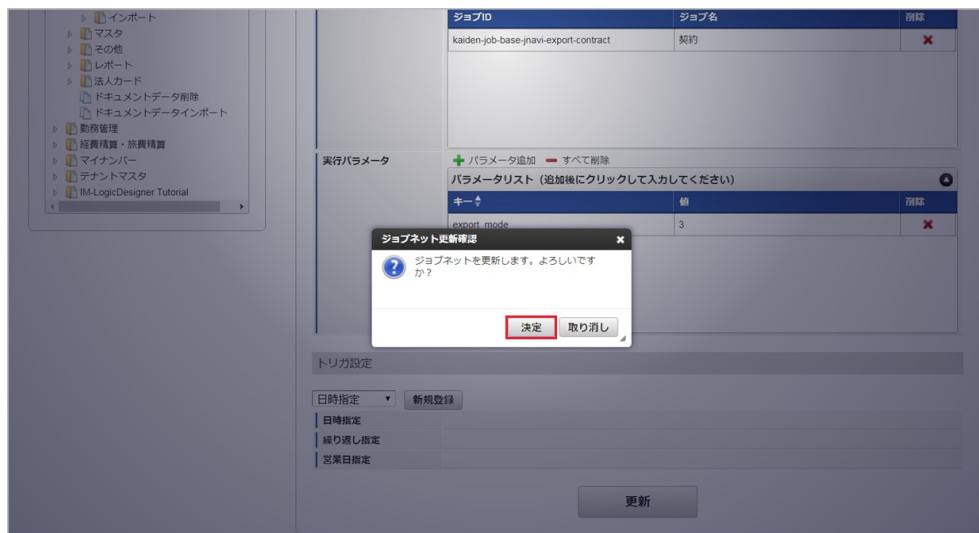 インポート
マスタ
その他
レポート
法人カード
ドキュメントデータ削除
ドキュメントデータインポート
勤務管理
経費精算・旅費精算
マイナンバー
テナントマスタ
IM-LogicDesigner Tutorial
ジョブID ジョブ名 削除
kaiden-job-base-jnavi-export-contract 契約
実行パラメータ パラメータ追加 すべて削除
パラメータリスト（追加後にクリックして入力してください）
キー 値 削除
export_mode 3
ジョブネット更新確認
ジョブネットを更新します。よろしいです
か？
決定 取り消し
トリガ設定
日時指定 新規登録
日時指定
繰り返し指定
営業日指定
更新